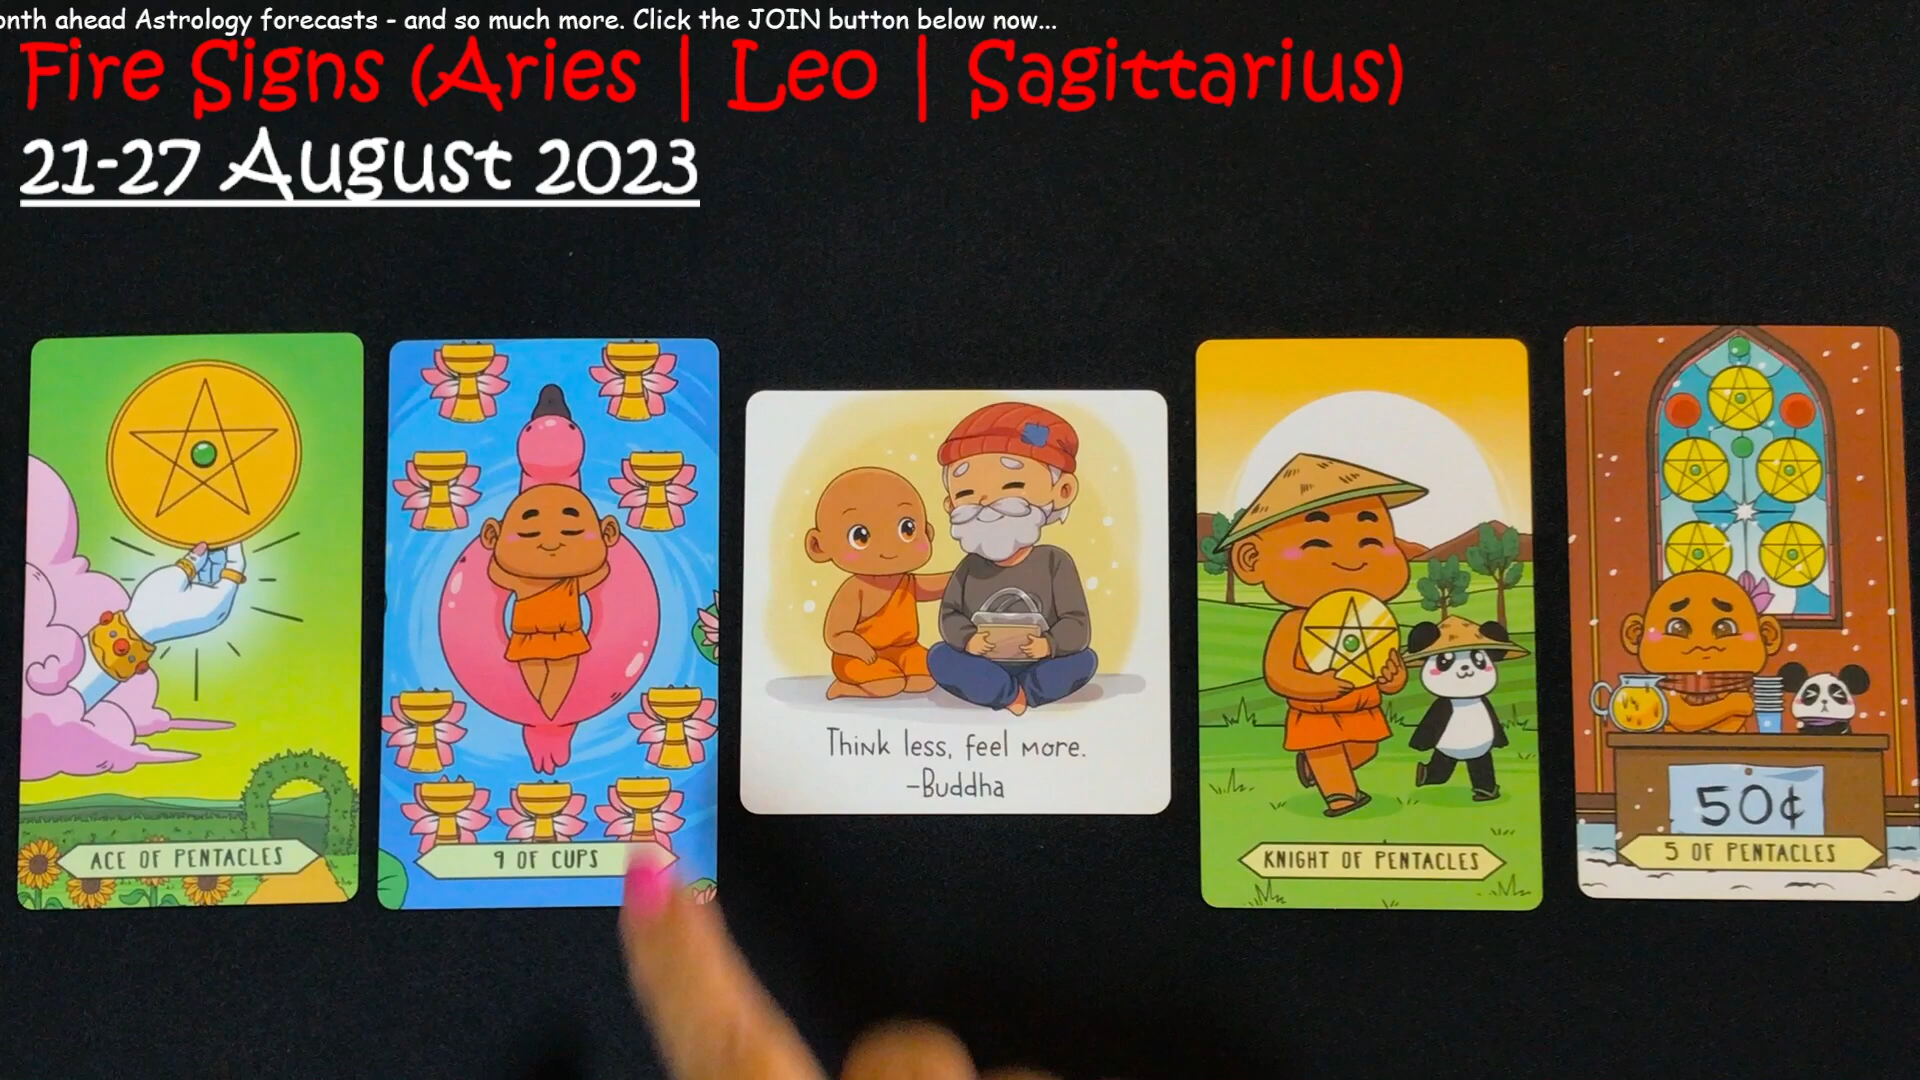 onth ahead Astrology forecasts - and so much more. Click the JOIN button below now...
Fire Signs (Aries | Leo | Sagittarius)
21-27 August 2023
Think less, feel more.
-Buddha
50¢
ACE OF PENTACLES
9 OF CUPS
KNIGHT OF PENTACLES
5 OF PENTACLES